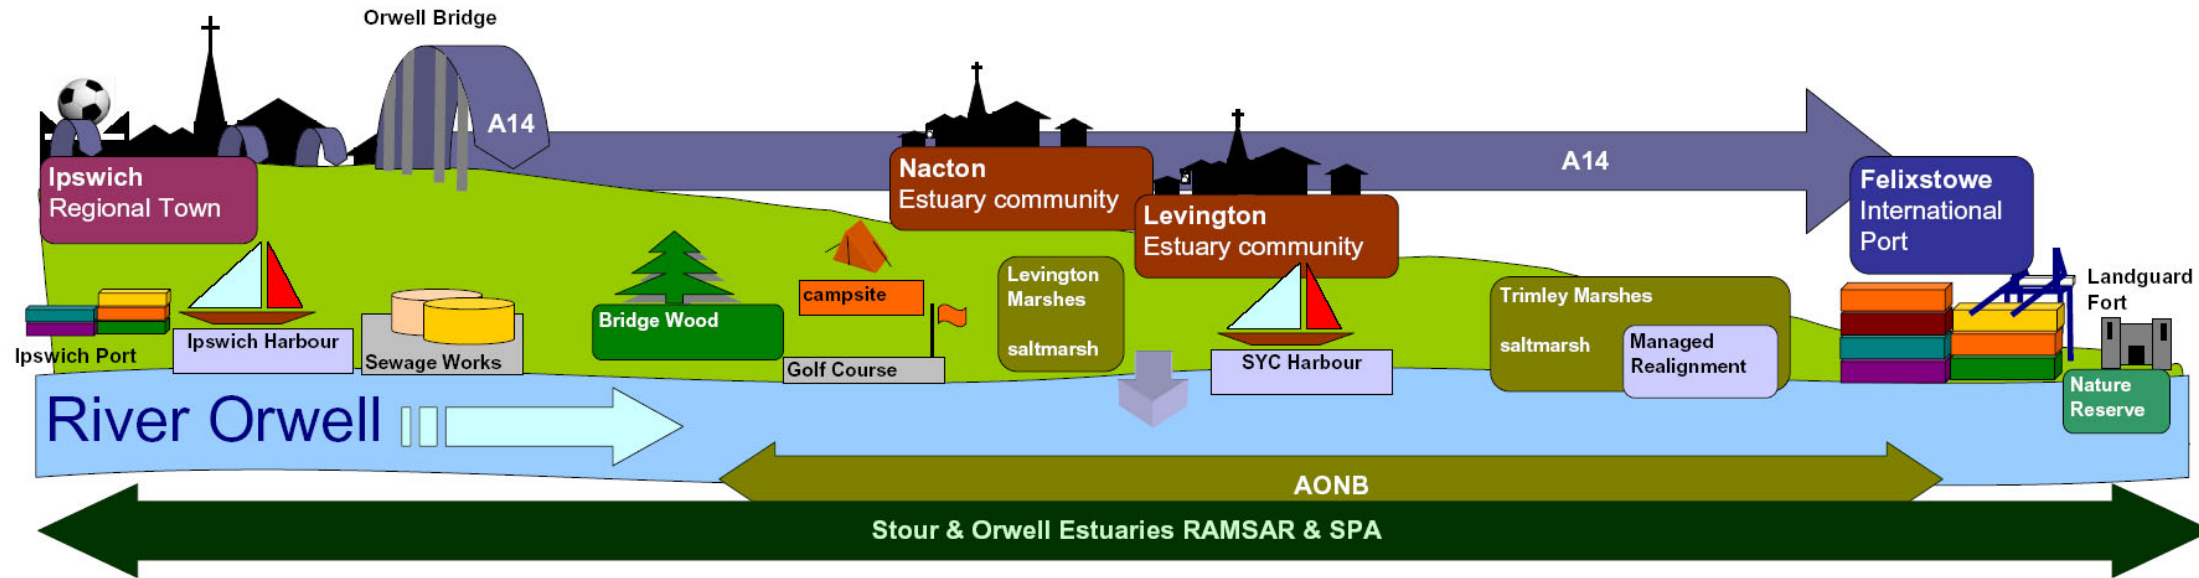 Orwell Bridge
A14
A14
Ipswich
Regional Town
Nacton
Estuary community
Levington
Estuary community
Felixstowe
International
Port
Landguard
Fort
Ipswich Port
Ipswich Harbour
Sewage Works
Bridge Wood
campsite
Golf Course
Levington
Marshes
saltmarsh
SYC Harbour
Trimley Marshes
saltmarsh
Managed
Realignment
Nature
Reserve
River Orwell
AONB
Stour & Orwell Estuaries RAMSAR & SPA